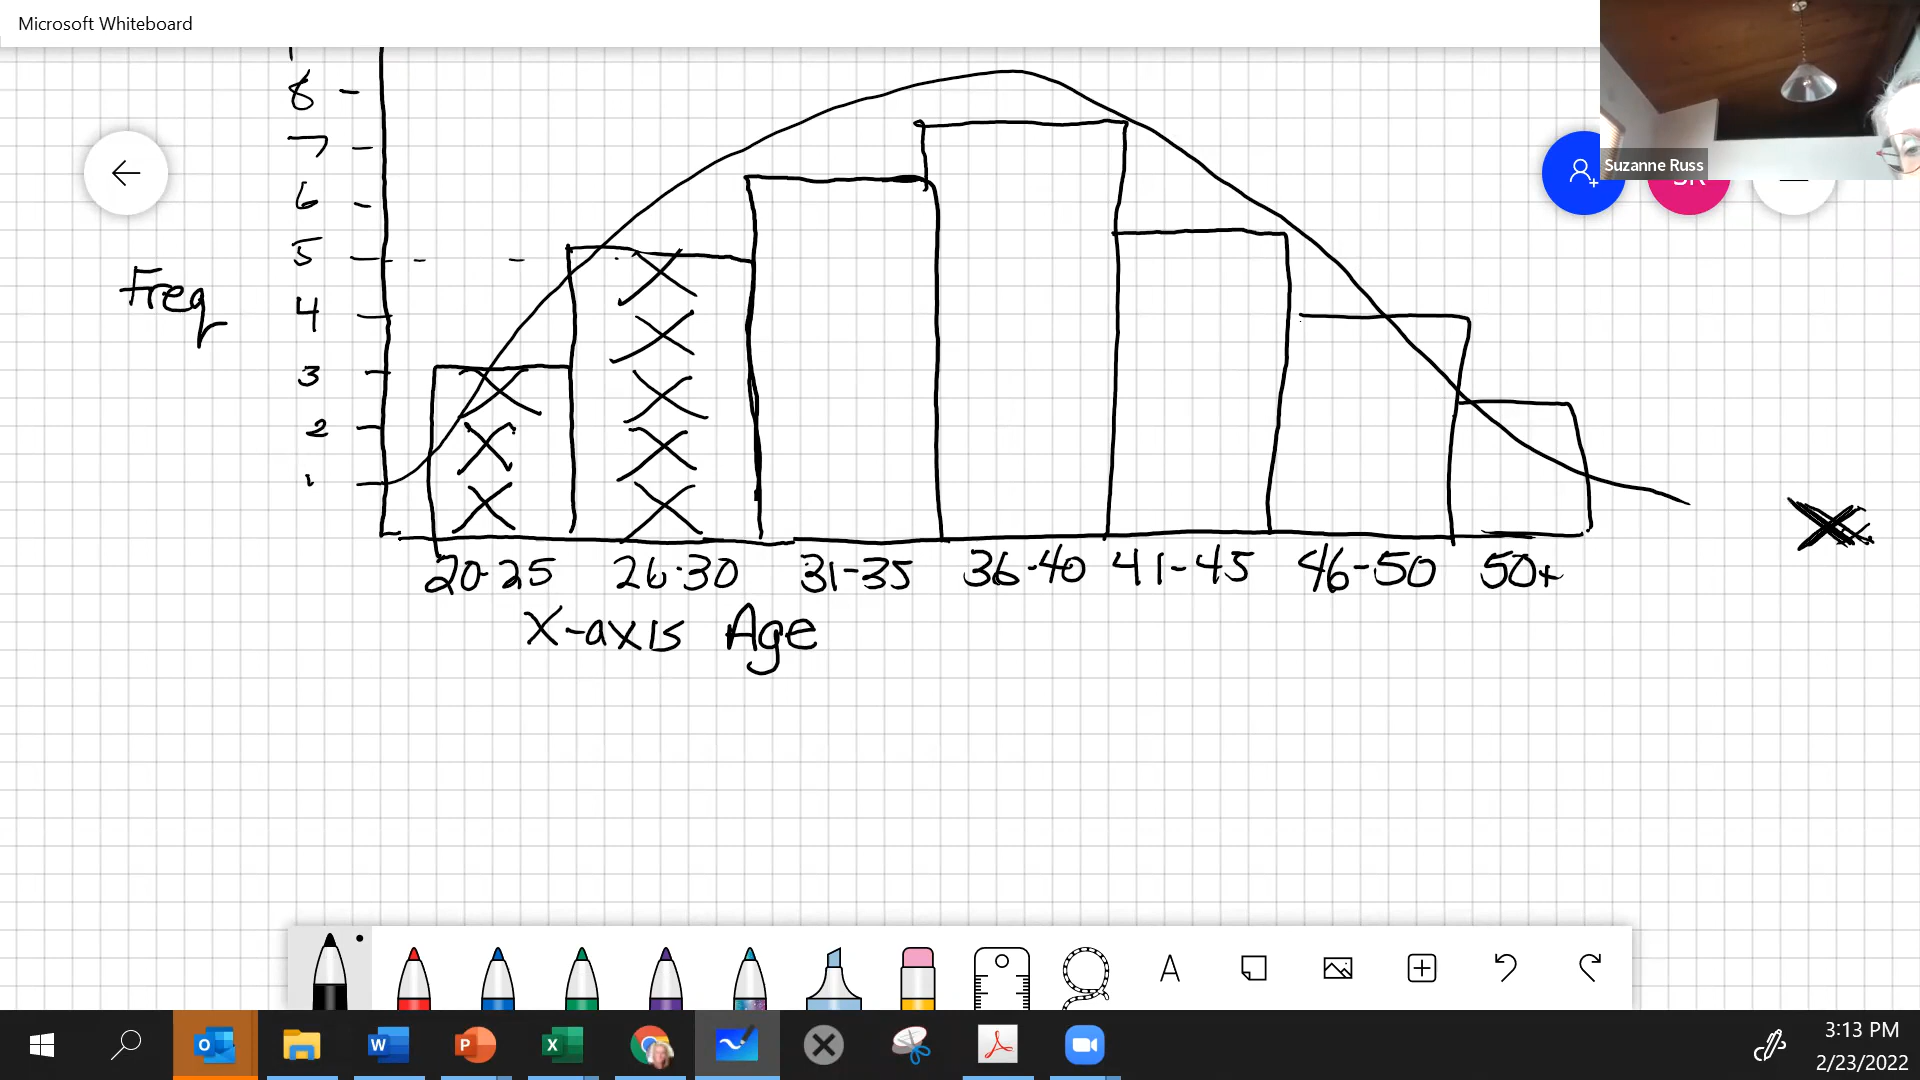 Microsoft Whiteboard
Suzanne Russ
8
7
6
5
Freq
4
3
2
1
20-25 26-30 31-35 36-40 41-45 46-50 50+
X-axis Age
A
3:13 PM
2/23/2022